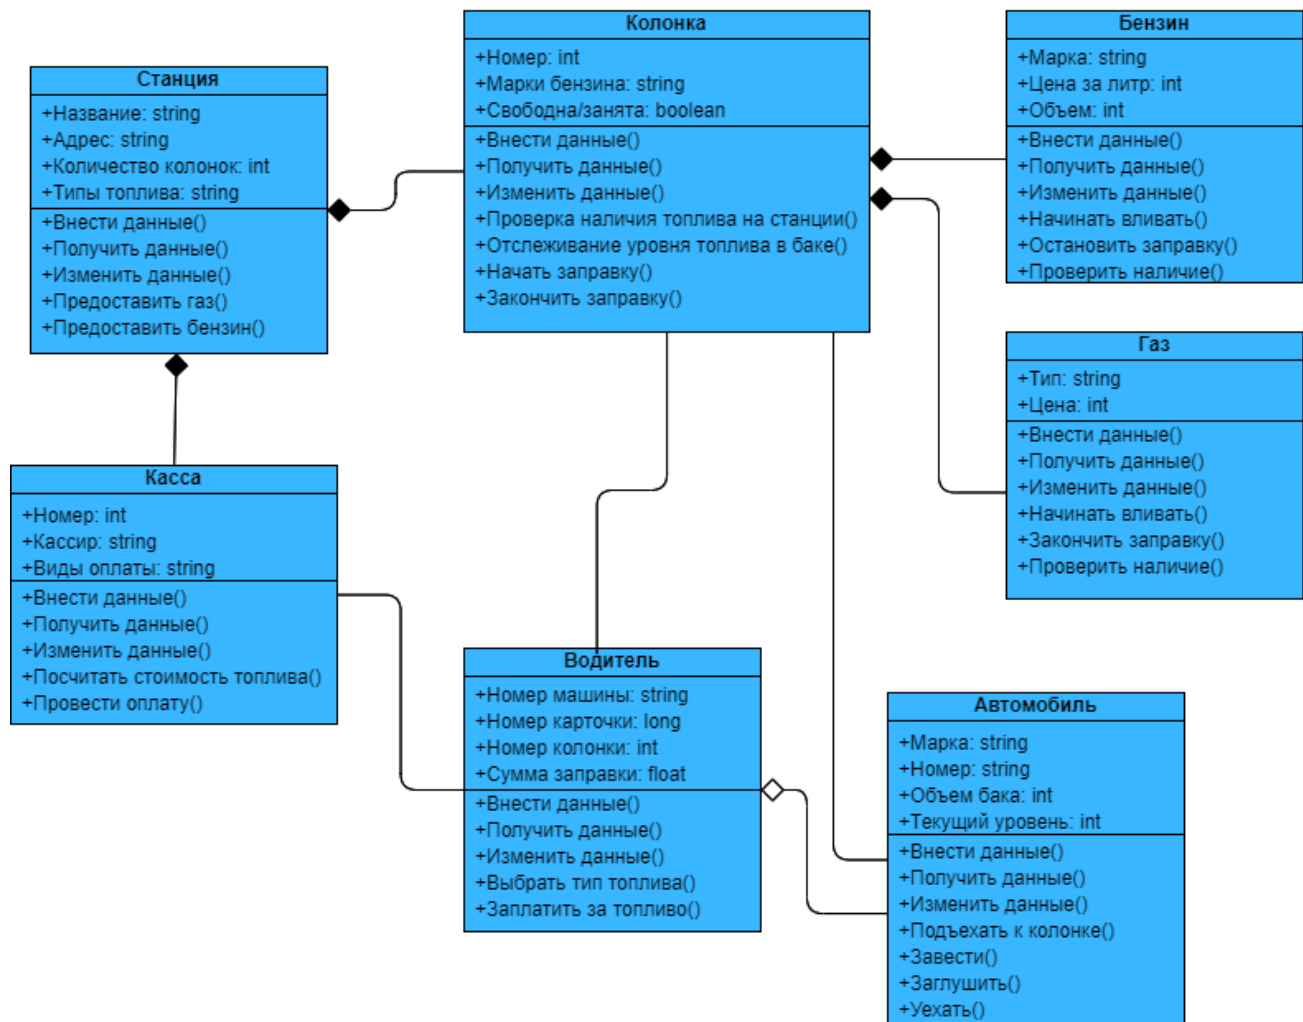 Станция
+Название: string
+Адрес: string
+Количество колонок: int
+Типы топлива: string
+Внести данные()
+Получить данные()
+Изменить данные()
+Предоставить газ()
+Предоставить бензин()
Колонка
+Номер: int
+Марки бензина: string
+Свободна/занята: boolean
+Внести данные()
+Получить данные()
+Изменить данные()
+Проверка наличия топлива на станции()
+Отслеживание уровня топлива в баке()
+Начать заправку()
+Закончить заправку()
Бензин
+Марка: string
+Цена за литр: int
+Объем: int
+Внести данные()
+Получить данные()
+Изменить данные()
+Начинать вливать()
+Остановить заправку()
+Проверить наличие()
Газ
+Тип: string
+Цена: int
+Внести данные()
+Получить данные()
+Изменить данные()
+Начинать вливать()
+Закончить заправку()
+Проверить наличие()
Касса
+Номер: int
+Кассир: string
+Виды оплаты: string
+Внести данные()
+Получить данные()
+Изменить данные()
+Посчитать стоимость топлива()
+Провести оплату()
Водитель
+Номер машины: string
+Номер карточки: long
+Номер колонки: int
+Сумма заправки: float
+Внести данные()
+Получить данные()
+Изменить данные()
+Выбрать тип топлива()
+Заплатить за топливо()
Автомобиль
+Марка: string
+Номер: string
+Объем бака: int
+Текущий уровень: int
+Внести данные()
+Получить данные()
+Изменить данные()
+Подъехать к колонке()
+Завести()
+Заглушить()
+Уехать()